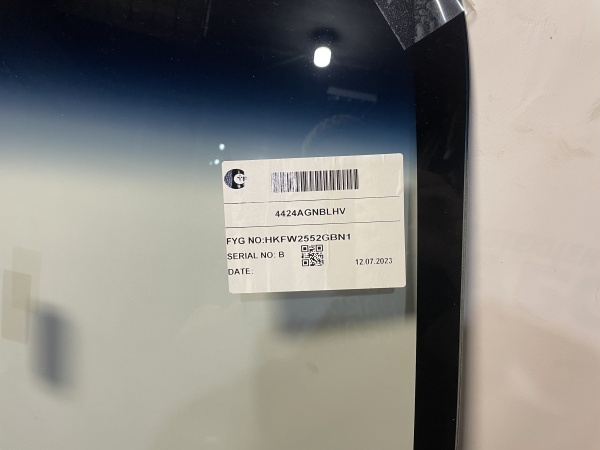 4424AGNBLHV
FYG NO:HKFW2552GBN1
SERIAL NO: B
DATE:
12.07.2023